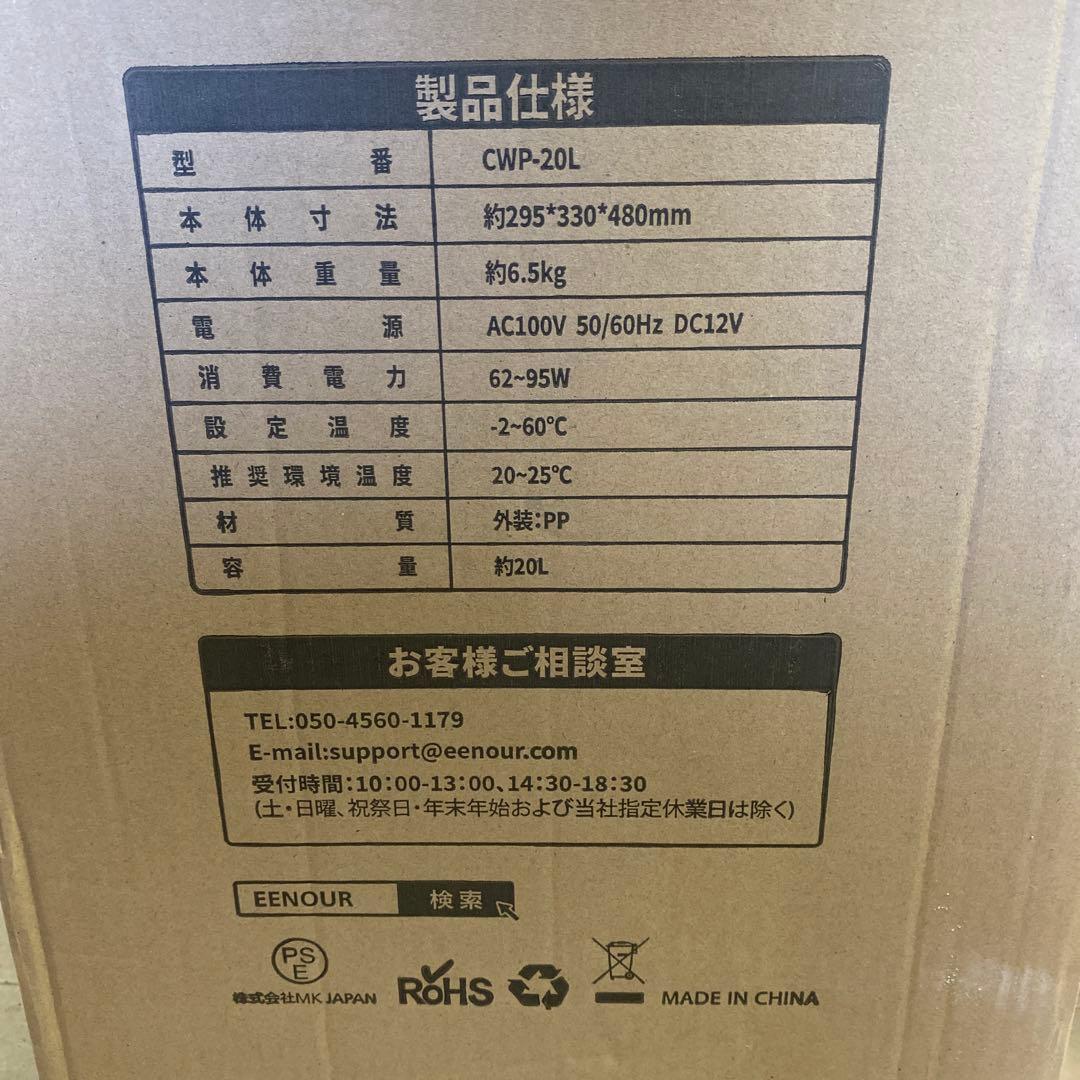 製品仕様
型番 CWP-20L
本体寸法 約295*330*480mm
本体重量 約6.5kg
電源 AC100V 50/60Hz DC12V
消費電力 62~95W
設定温度 -2~60℃
推奨環境温度 20~25℃
材質 外装：PP
容量 約20L
お客様ご相談室
TEL:050-4560-1179
E-mail:support@eenour.com
受付時間：10：00-13：00、14：30-18：30
(土・日曜、祝祭日・年末年始および当社指定休業日は除く)
EENOUR 検索
PSE
株式会社MK JAPAN RoHS MADE IN CHINA